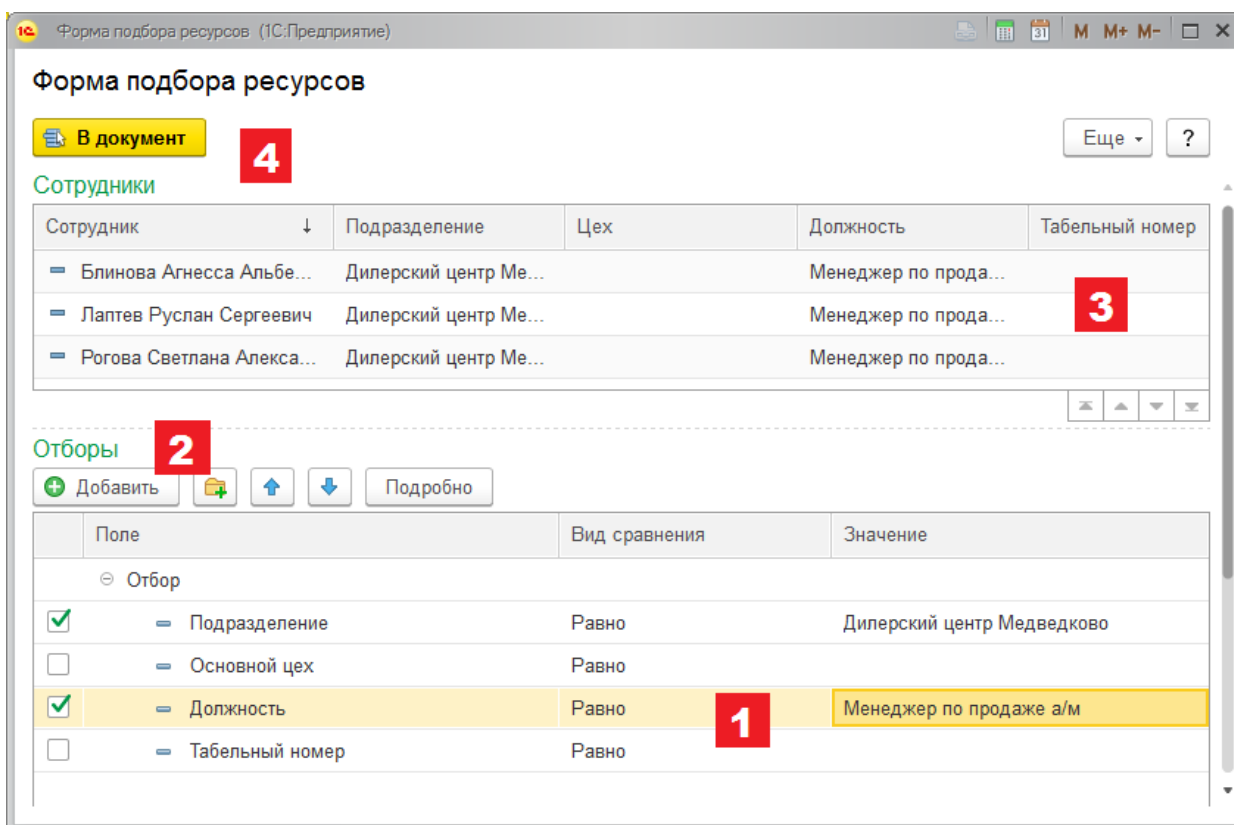 1С Форма подбора ресурсов (1С:Предприятие) 31 M M+ M-
Форма подбора ресурсов
В документ 4 Еще ?
Сотрудники
Сотрудник ↓ Подразделение Цех Должность Табельный номер
Блинова Агнесса Альбе... Дилерский центр Ме... Менеджер по прода...
Лаптев Руслан Сергеевич Дилерский центр Ме... Менеджер по прода... 3
Рогова Светлана Алекса... Дилерский центр Ме... Менеджер по прода...
Отборы 2
Добавить Подробно
Поле Вид сравнения Значение
Отбор
Подразделение Равно Дилерский центр Медведково
Основной цех Равно
Должность Равно 1 Менеджер по продаже а/м
Табельный номер Равно